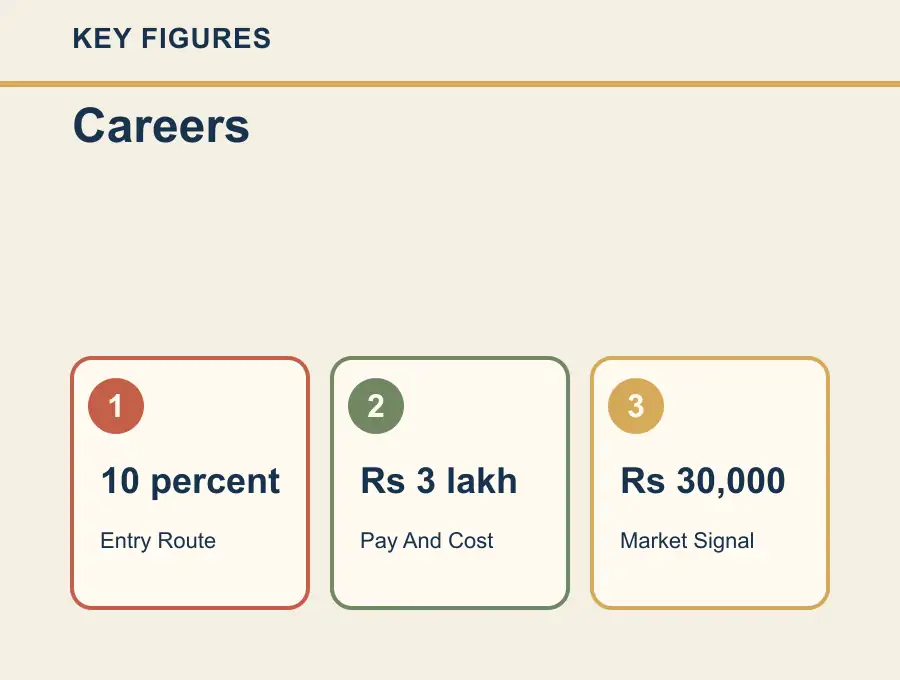 KEY FIGURES
Careers
1
10 percent
Entry Route
2
Rs 3 lakh
Pay And Cost
3
Rs 30,000
Market Signal